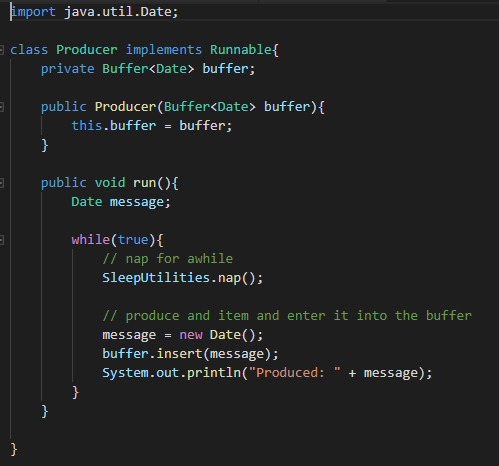 import java.util.Date;
class Producer implements Runnable{
private Buffer<Date> buffer;
public Producer(Buffer<Date> buffer){
this.buffer = buffer;
}
public void run(){
Date message;
while(true){
// nap for awhile
SleepUtilities.nap();
// produce and item and enter it into the buffer
message = new Date();
buffer.insert(message);
System.out.println("Produced: " + message);
}
}
}